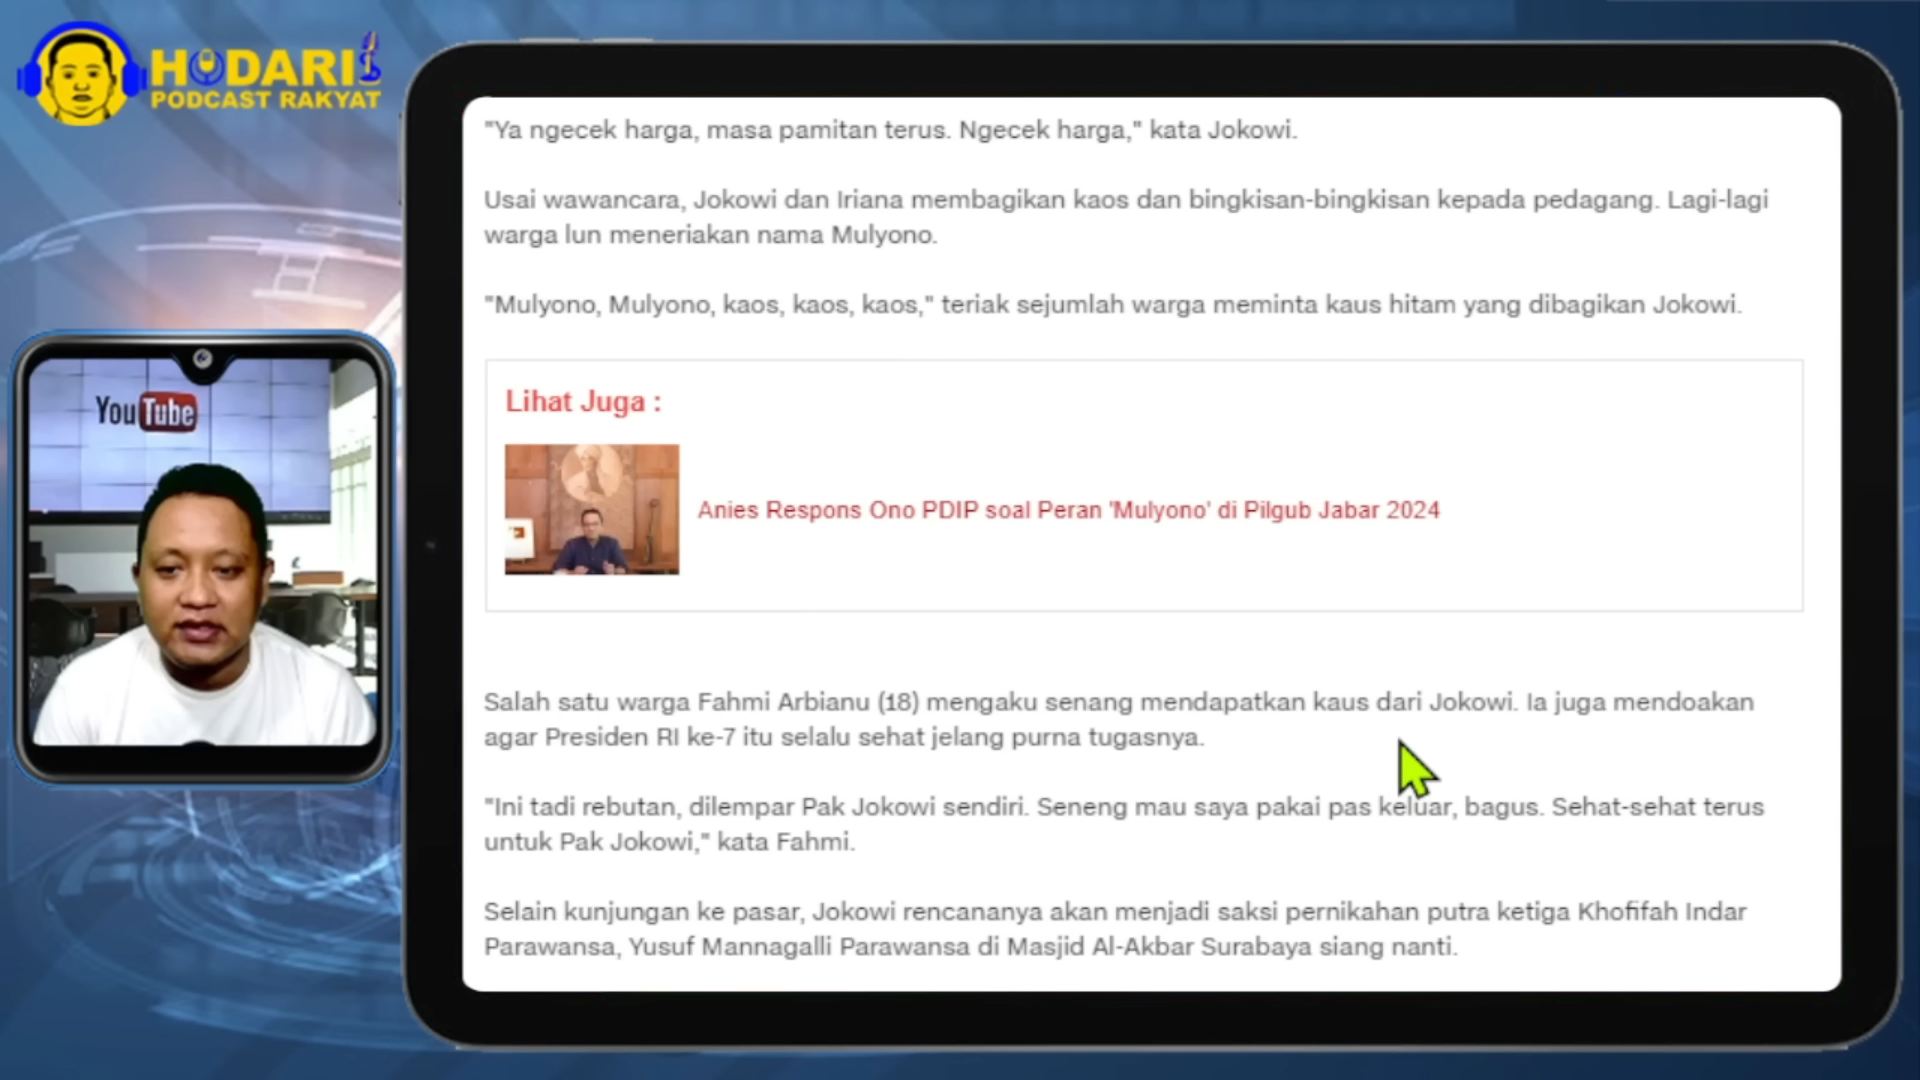 HODARI
PODCAST RAKYAT
"Ya ngecek harga, masa pamitan terus. Ngecek harga," kata Jokowi.
Usai wawancara, Jokowi dan Iriana membagikan kaos dan bingkisan-bingkisan kepada pedagang. Lagi-lagi
warga lun meneriakan nama Mulyono.
"Mulyono, Mulyono, kaos, kaos, kaos," teriak sejumlah warga meminta kaus hitam yang dibagikan Jokowi.
Lihat Juga :
Anies Respons Ono PDIP soal Peran 'Mulyono' di Pilgub Jabar 2024
YouTube
Salah satu warga Fahmi Arbianu (18) mengaku senang mendapatkan kaus dari Jokowi. Ia juga mendoakan
agar Presiden RI ke-7 itu selalu sehat jelang purna tugasnya.
"Ini tadi rebutan, dilempar Pak Jokowi sendiri. Seneng mau saya pakai pas keluar, bagus. Sehat-sehat terus
untuk Pak Jokowi," kata Fahmi.
Selain kunjungan ke pasar, Jokowi rencananya akan menjadi saksi pernikahan putra ketiga Khofifah Indar
Parawansa, Yusuf Mannagalli Parawansa di Masjid Al-Akbar Surabaya siang nanti.